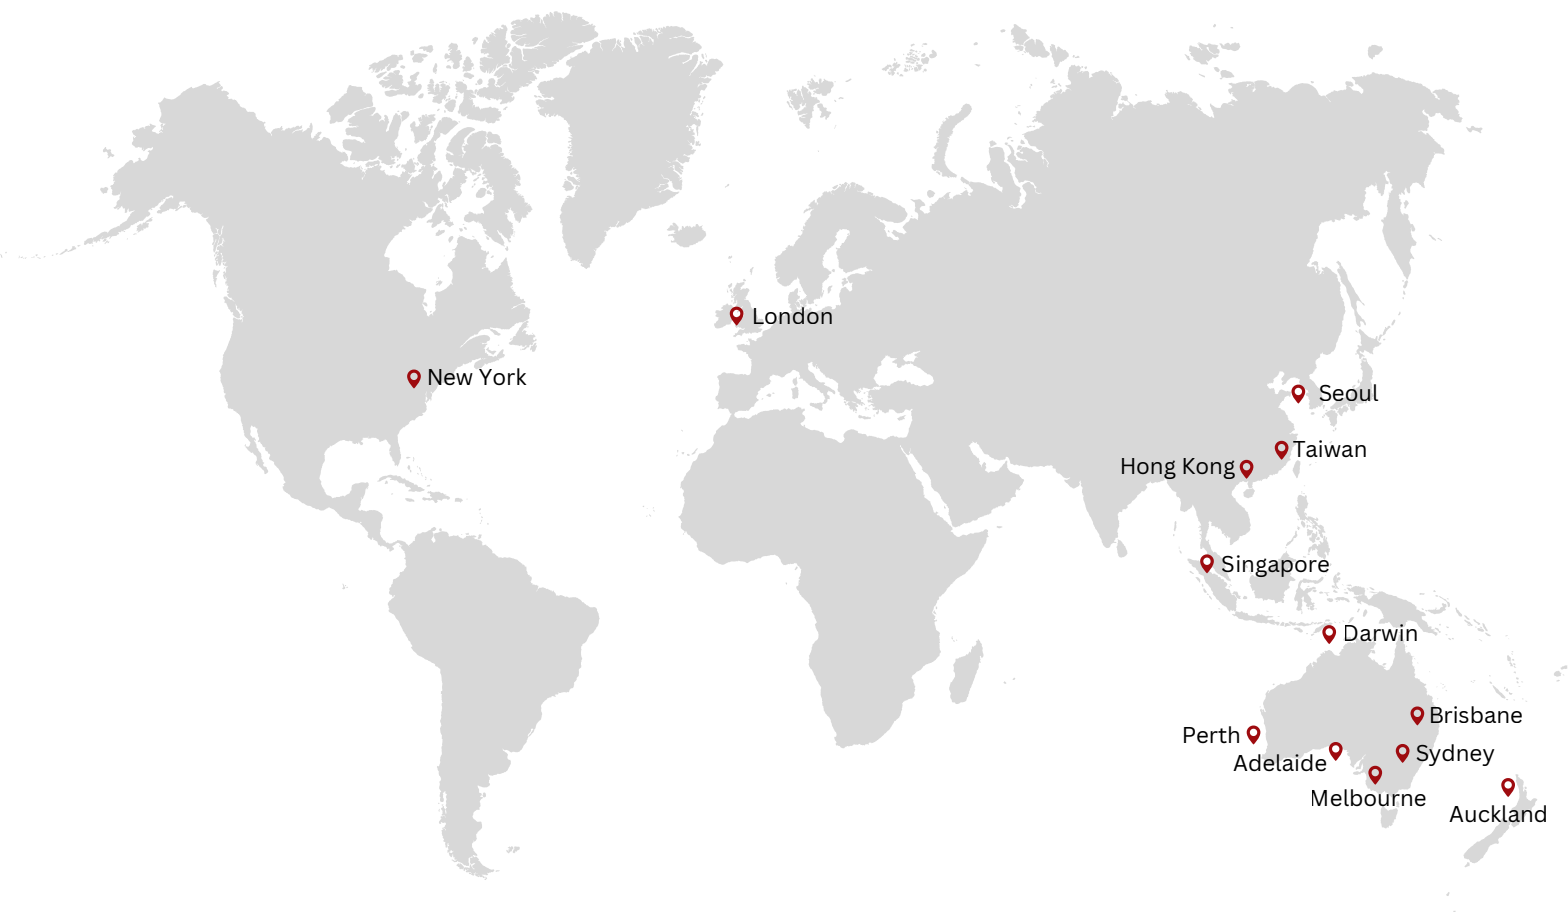 London
New York
Seoul
Taiwan
Hong Kong
Singapore
Darwin
Brisbane
Perth
Sydney
Adelaide
Melbourne
Auckland